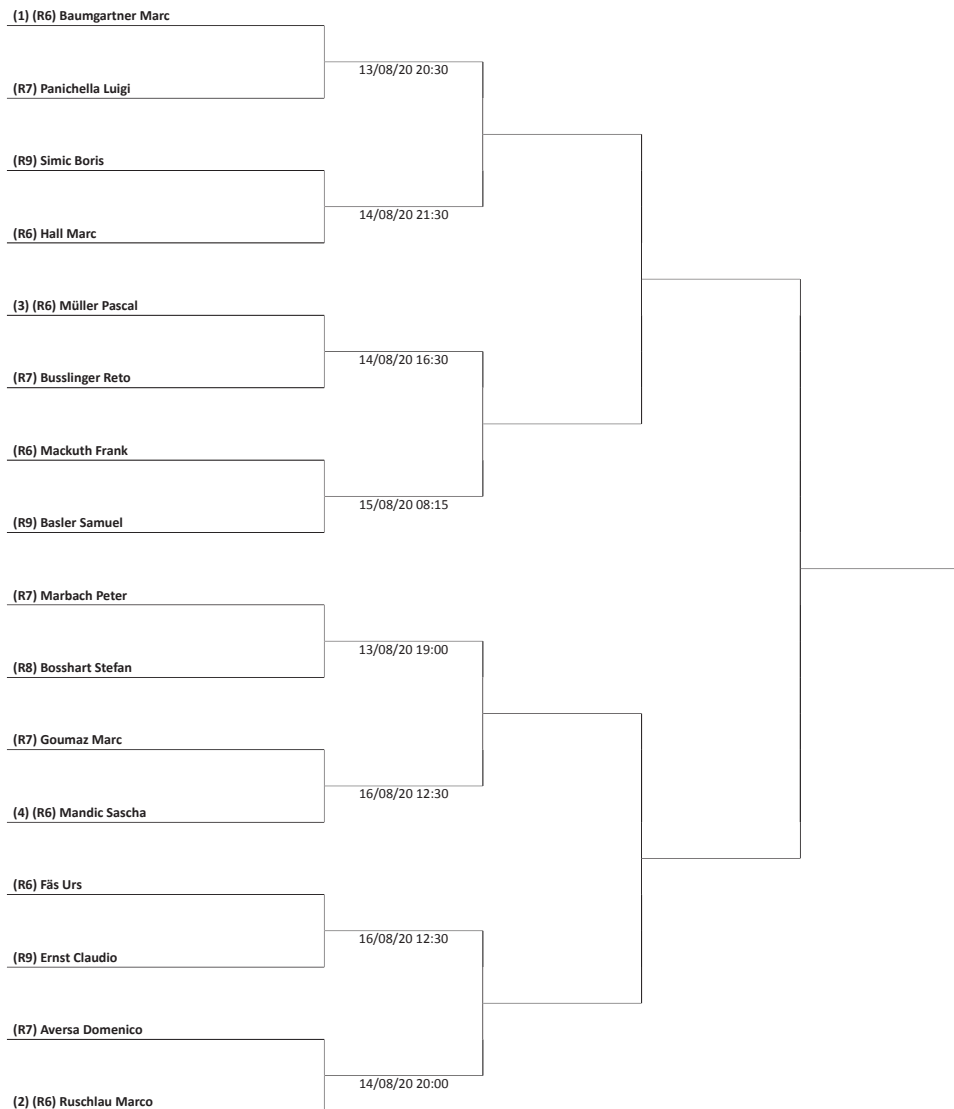 (1) (R6) Baumgartner Marc
13/08/20 20:30
(R7) Panichella Luigi
(R9) Simic Boris
14/08/20 21:30
(R6) Hall Marc
(3) (R6) Müller Pascal
14/08/20 16:30
(R7) Busslinger Reto
(R6) Mackuth Frank
15/08/20 08:15
(R9) Basler Samuel
(R7) Marbach Peter
13/08/20 19:00
(R8) Bosshart Stefan
(R7) Goumaz Marc
16/08/20 12:30
(4) (R6) Mandic Sascha
(R6) Fäs Urs
16/08/20 12:30
(R9) Ernst Claudio
(R7) Aversa Domenico
14/08/20 20:00
(2) (R6) Ruschlau Marco